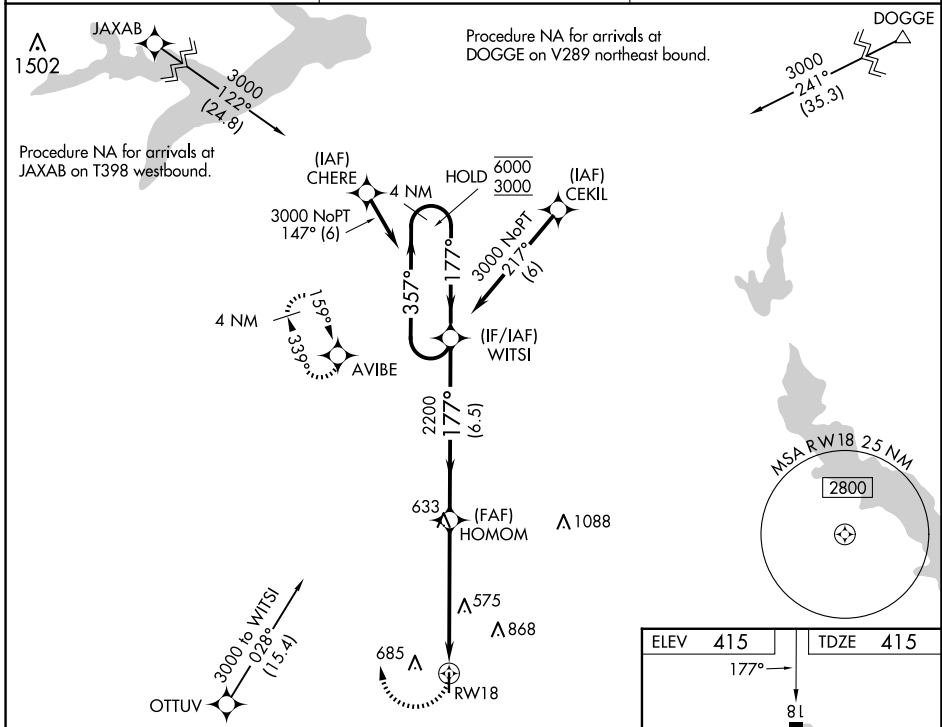 JAXAB
1502
3000
122°
(24.8)
Procedure NA for arrivals at
DOGGE on V289 northeast bound.
DOGGE
3000
241°
(35.3)
Procedure NA for arrivals at
JAXAB on T398 westbound.
(IAF)
CHERE
4 NM
HOLD
6000
3000
(IAF)
CEKIL
3000 NoPT
147° (6)
3000 NoPT
217°
(6)
357°
177°
4 NM
159°
339°
AVIBE
(IF/IAF)
WITSI
2200
177°
(6.5)
MSA RW18 25 NM
2800
633
(FAF)
HOMOM
1088
575
868
3000 to WITSI
028°
(15.4)
OTTUV
685
RW18
ELEV 415
TDZE 415
177°
18